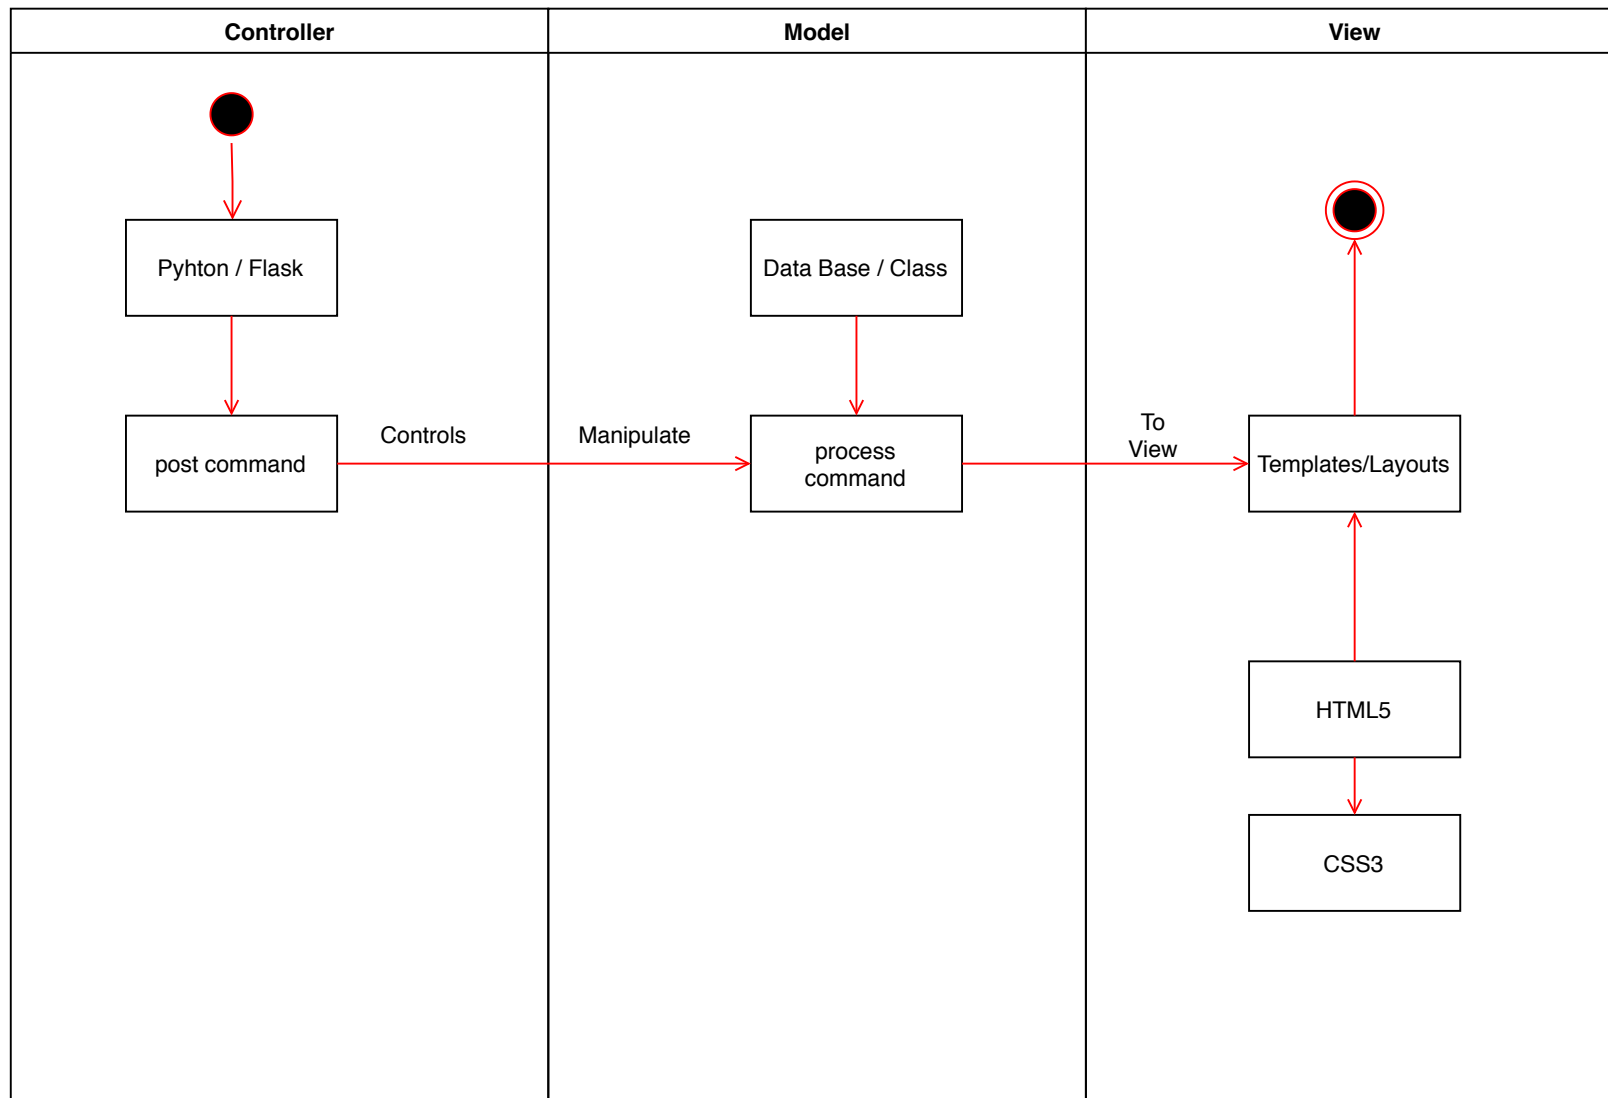 Controller
Model
View
Pyhton / Flask
Data Base / Class
post command
Controls
Manipulate
process
command
To
View
Templates/Layouts
HTML5
CSS3